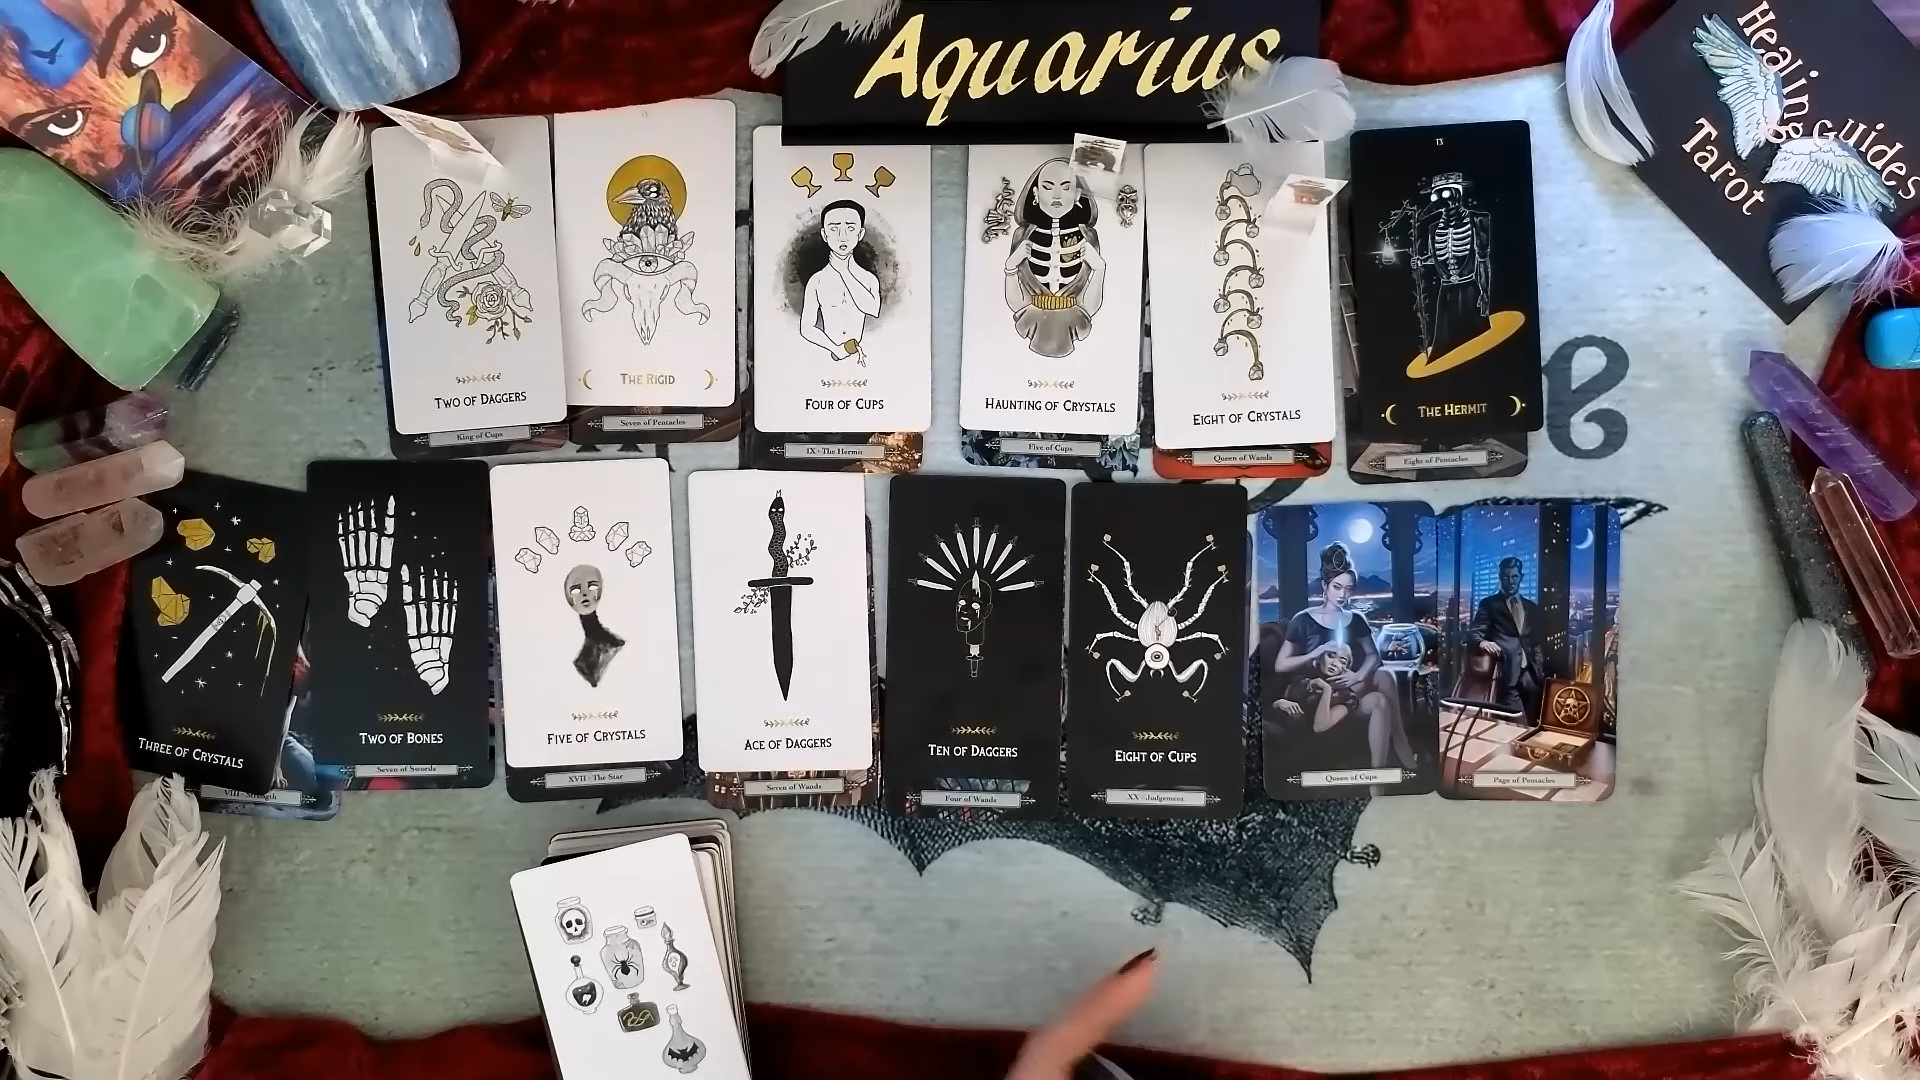 Aquarius
Healing Guides
Tarot
IX
TWO OF DAGGERS
THE RIGID
FOUR OF CUPS
HAUNTING OF CRYSTALS
EIGHT OF CRYSTALS
THE HERMIT
King of Cups
Seven of Pentacles
IX · The Hermit
Five of Cups
Queen of Wands
Eight of Pentacles
THREE OF CRYSTALS
TWO OF BONES
FIVE OF CRYSTALS
ACE OF DAGGERS
TEN OF DAGGERS
EIGHT OF CUPS
VIII · Strength
Seven of Swords
XVII · The Star
Seven of Wands
Four of Wands
XX · Judgement
Queen of Cups
Page of Pentacles